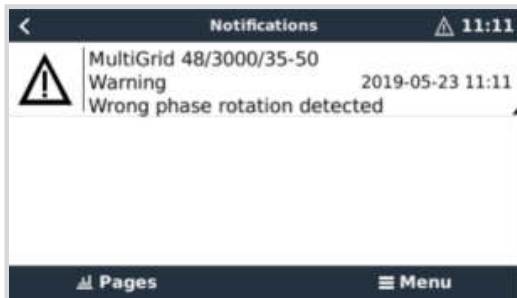 Notifications 11:11
MultiGrid 48/3000/35-50
Warning 2019-05-23 11:11
Wrong phase rotation detected
Pages Menu